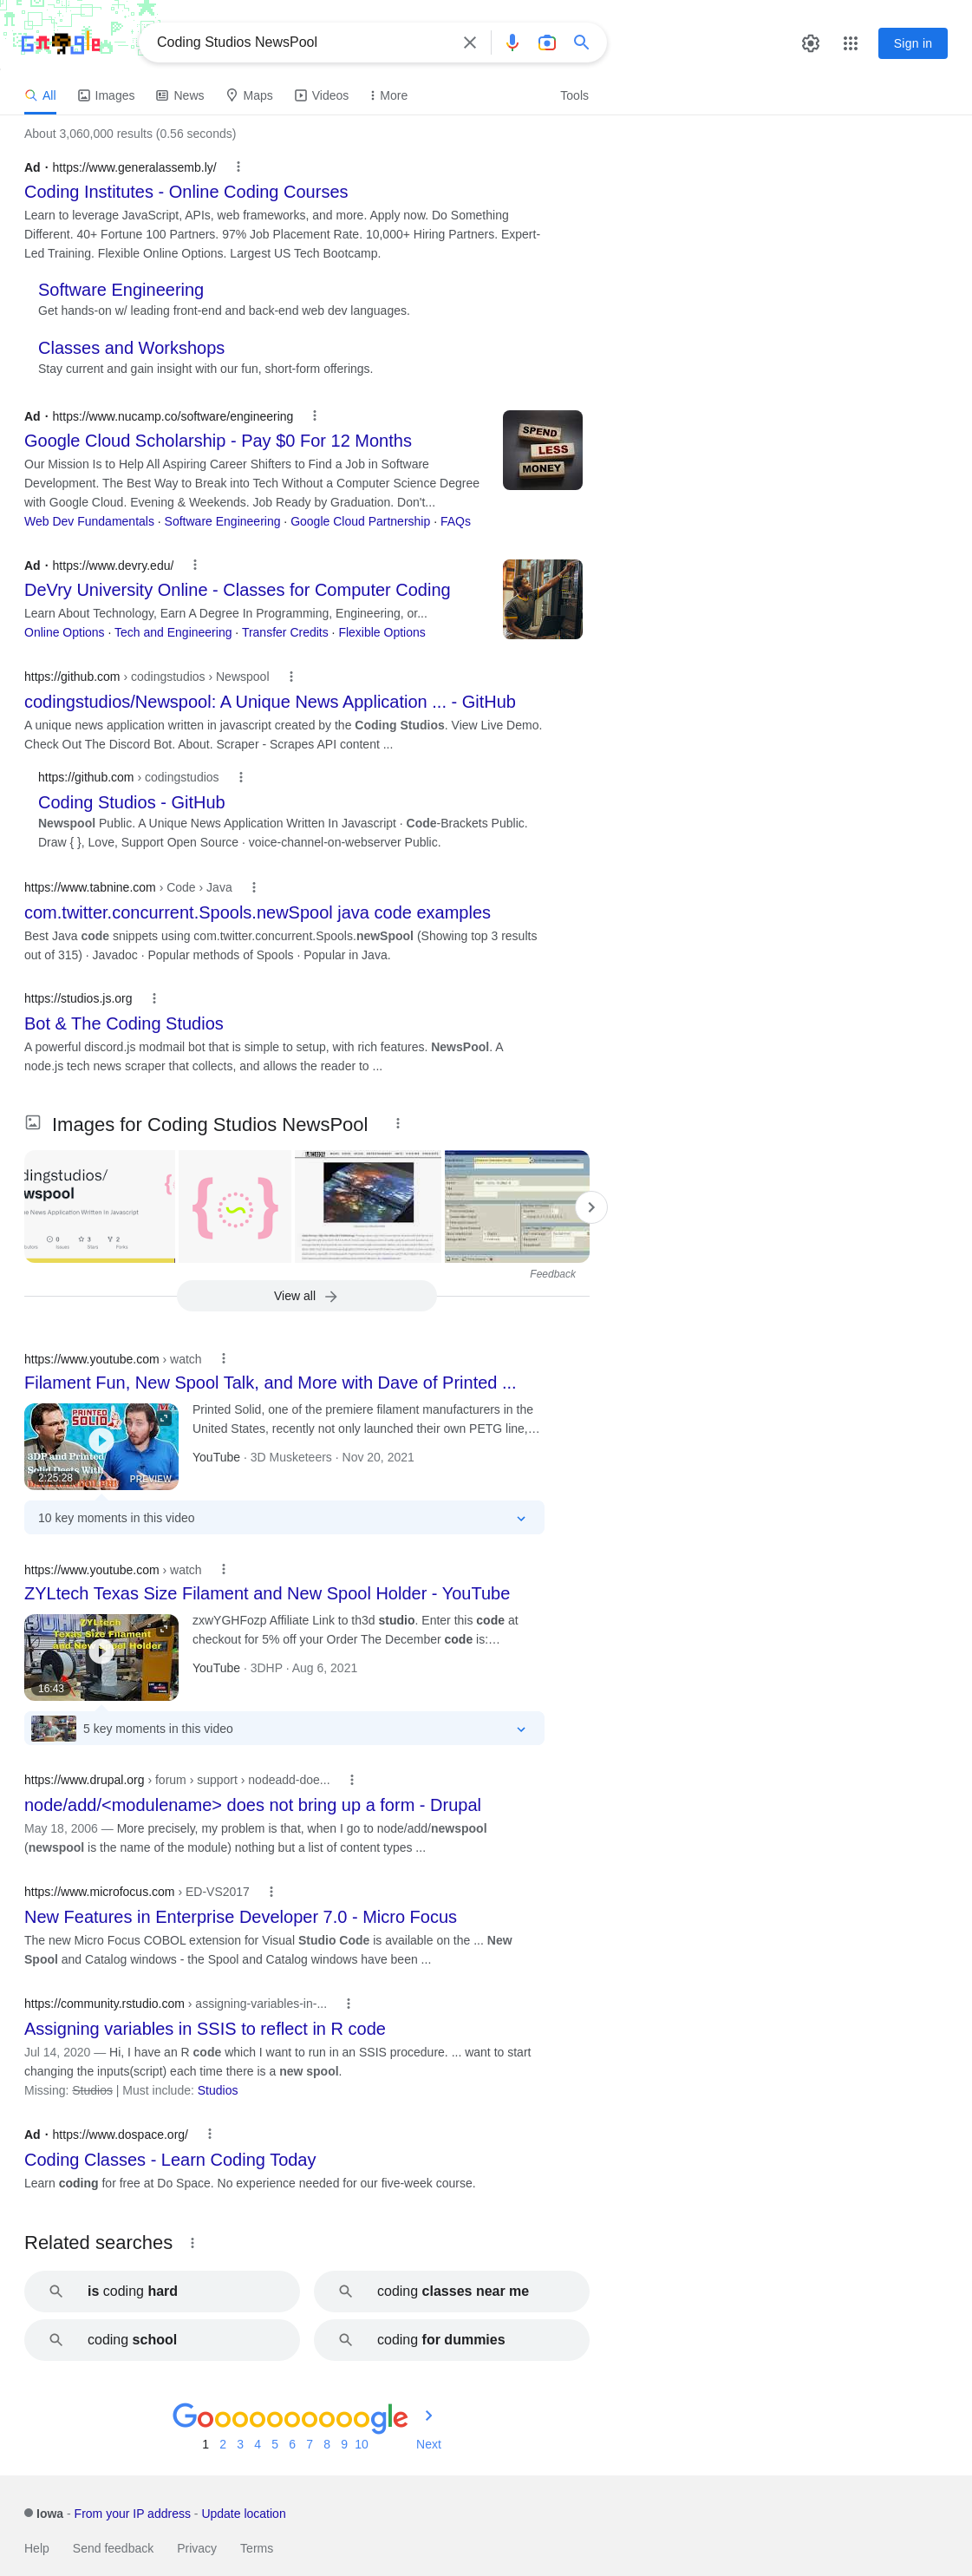 Coding Studios NewsPool
Sign in
All
Images
News
Maps
Videos
More
Tools
About 3,060,000 results (0.56 seconds)
Ad · https://www.generalassemb.ly/
Coding Institutes - Online Coding Courses
Learn to leverage JavaScript, APIs, web frameworks, and more. Apply now. Do Something
Different. 40+ Fortune 100 Partners. 97% Job Placement Rate. 10,000+ Hiring Partners. Expert-
Led Training. Flexible Online Options. Largest US Tech Bootcamp.
Software Engineering
Get hands-on w/ leading front-end and back-end web dev languages.
Classes and Workshops
Stay current and gain insight with our fun, short-form offerings.
Ad · https://www.nucamp.co/software/engineering
Google Cloud Scholarship - Pay $0 For 12 Months
Our Mission Is to Help All Aspiring Career Shifters to Find a Job in Software
Development. The Best Way to Break into Tech Without a Computer Science Degree
with Google Cloud. Evening & Weekends. Job Ready by Graduation. Don't...
Web Dev Fundamentals · Software Engineering · Google Cloud Partnership · FAQs
SPEND
LESS
MONEY
Ad · https://www.devry.edu/
DeVry University Online - Classes for Computer Coding
Learn About Technology, Earn A Degree In Programming, Engineering, or...
Online Options · Tech and Engineering · Transfer Credits · Flexible Options
https://github.com › codingstudios › Newspool
codingstudios/Newspool: A Unique News Application ... - GitHub
A unique news application written in javascript created by the Coding Studios. View Live Demo.
Check Out The Discord Bot. About. Scraper - Scrapes API content ...
https://github.com › codingstudios
Coding Studios - GitHub
Newspool Public. A Unique News Application Written In Javascript · Code-Brackets Public.
Draw { }, Love, Support Open Source · voice-channel-on-webserver Public.
https://www.tabnine.com › Code › Java
com.twitter.concurrent.Spools.newSpool java code examples
Best Java code snippets using com.twitter.concurrent.Spools.newSpool (Showing top 3 results
out of 315) · Javadoc · Popular methods of Spools · Popular in Java.
https://studios.js.org
Bot & The Coding Studios
A powerful discord.js modmail bot that is simple to setup, with rich features. NewsPool. A
node.js tech news scraper that collects, and allows the reader to ...
Images for Coding Studios NewsPool
dingstudios/
wspool
e News Application Written In Javascript
0
3
2
Issues
Stars
Forks
Feedback
View all
https://www.youtube.com › watch
Filament Fun, New Spool Talk, and More with Dave of Printed ...
PRINTED
SOLID
3DP and Printed
Solid Deets With
2:25:28
PREVIEW
Printed Solid, one of the premiere filament manufacturers in the
United States, recently not only launched their own PETG line,...
YouTube · 3D Musketeers · Nov 20, 2021
10 key moments in this video
https://www.youtube.com › watch
ZYLtech Texas Size Filament and New Spool Holder - YouTube
ZYLtech
Texas Size Filament
and New Spool Holder
16:43
zxwYGHFozp Affiliate Link to th3d studio. Enter this code at
checkout for 5% off your Order The December code is:...
YouTube · 3DHP · Aug 6, 2021
5 key moments in this video
https://www.drupal.org › forum › support › nodeadd-doe...
node/add/<modulename> does not bring up a form - Drupal
May 18, 2006 — More precisely, my problem is that, when I go to node/add/newspool
(newspool is the name of the module) nothing but a list of content types ...
https://www.microfocus.com › ED-VS2017
New Features in Enterprise Developer 7.0 - Micro Focus
The new Micro Focus COBOL extension for Visual Studio Code is available on the ... New
Spool and Catalog windows - the Spool and Catalog windows have been ...
https://community.rstudio.com › assigning-variables-in-...
Assigning variables in SSIS to reflect in R code
Jul 14, 2020 — Hi, I have an R code which I want to run in an SSIS procedure. ... want to start
changing the inputs(script) each time there is a new spool.
Missing: Studios | Must include: Studios
Ad · https://www.dospace.org/
Coding Classes - Learn Coding Today
Learn coding for free at Do Space. No experience needed for our five-week course.
Related searches
is coding hard
coding classes near me
coding school
coding for dummies
Goooooooooogle
1 2 3 4 5 6 7 8 9 10 Next
Iowa - From your IP address - Update location
Help Send feedback Privacy Terms